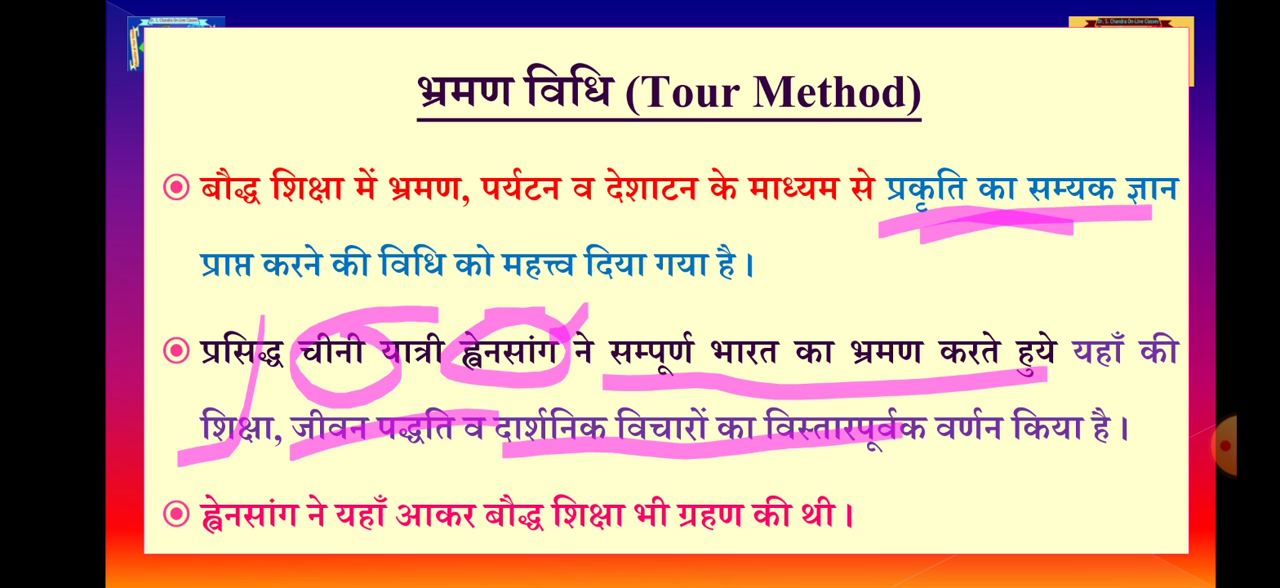 भ्रमण विधि (Tour Method)
बौद्ध शिक्षा में भ्रमण, पर्यटन व देशाटन के माध्यम से प्रकृति का सम्यक ज्ञान
प्राप्त करने की विधि को महत्त्व दिया गया है।
प्रसिद्ध चीनी यात्री ह्वेनसांग ने सम्पूर्ण भारत का भ्रमण करते हुये यहाँ की
शिक्षा, जीवन पद्धति व दार्शनिक विचारों का विस्तारपूर्वक वर्णन किया है।
ह्वेनसांग ने यहाँ आकर बौद्ध शिक्षा भी ग्रहण की थी।